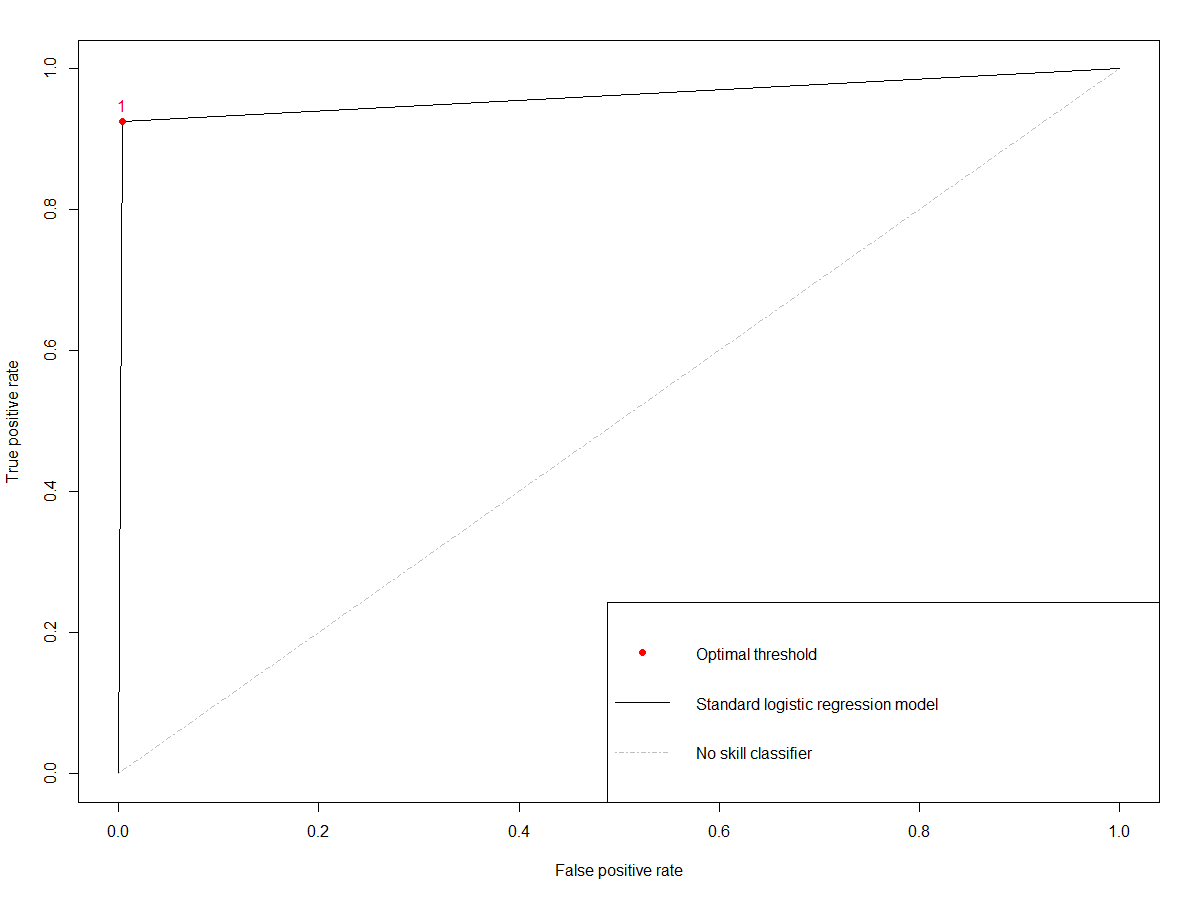 1.0
0.8
0.6
0.4
0.2
0.0
True positive rate
1
Optimal threshold
Standard logistic regression model
No skill classifier
0.0 0.2 0.4 0.6 0.8 1.0
False positive rate